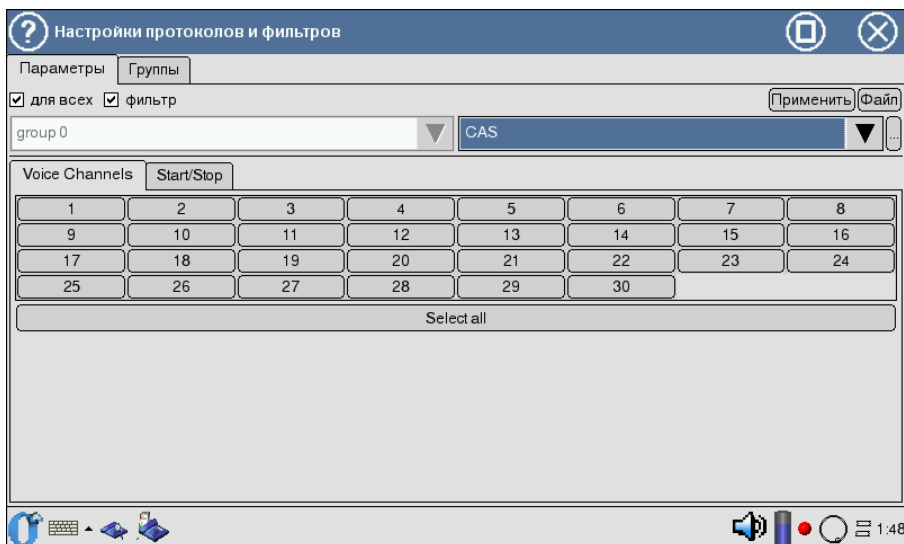 Настройки протоколов и фильтров
Параметры Группы
для всех фильтр Применить Файл
group 0 CAS ...
Voice Channels Start/Stop
1 2 3 4 5 6 7 8
9 10 11 12 13 14 15 16
17 18 19 20 21 22 23 24
25 26 27 28 29 30
Select all
1:48